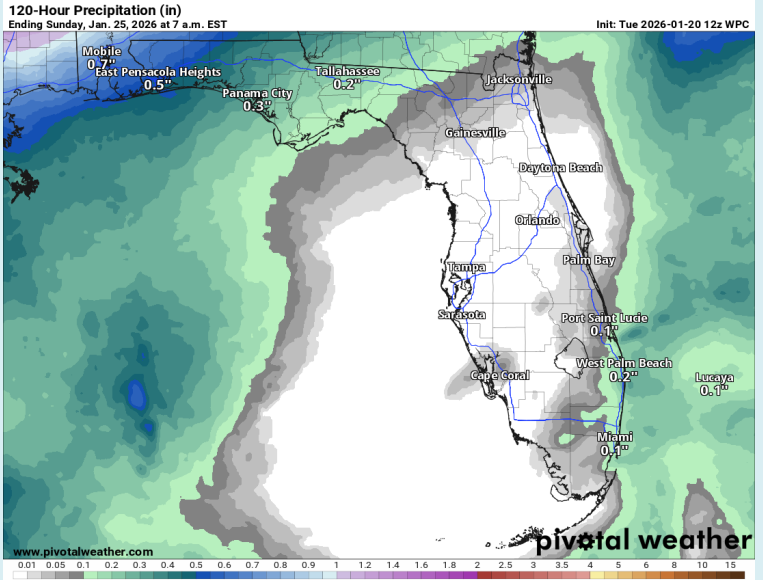 120-Hour Precipitation (in)
Ending Sunday, Jan. 25, 2026 at 7 a.m. EST
Init: Tue 2026-01-20 12z WPC
Mobile
0.7"
East Pensacola Heights
0.5"
Panama City
0.3"
Tallahassee
0.2"
Jacksonville
Gainesville
Daytona Beach
Orlando
Palm Bay
Tampa
Sarasota
Port Saint Lucie
0.1"
West Palm Beach
0.2"
Cape Coral
Lucaya
0.1"
Miami
0.1"
www.pivotalweather.com
pivotal weather
0.01 0.05 0.1 0.2 0.3 0.4 0.5 0.6 0.7 0.8 0.9 1 1.2 1.4 1.6 1.8 2 2.5 3 3.5 4 5 6 8 10 15